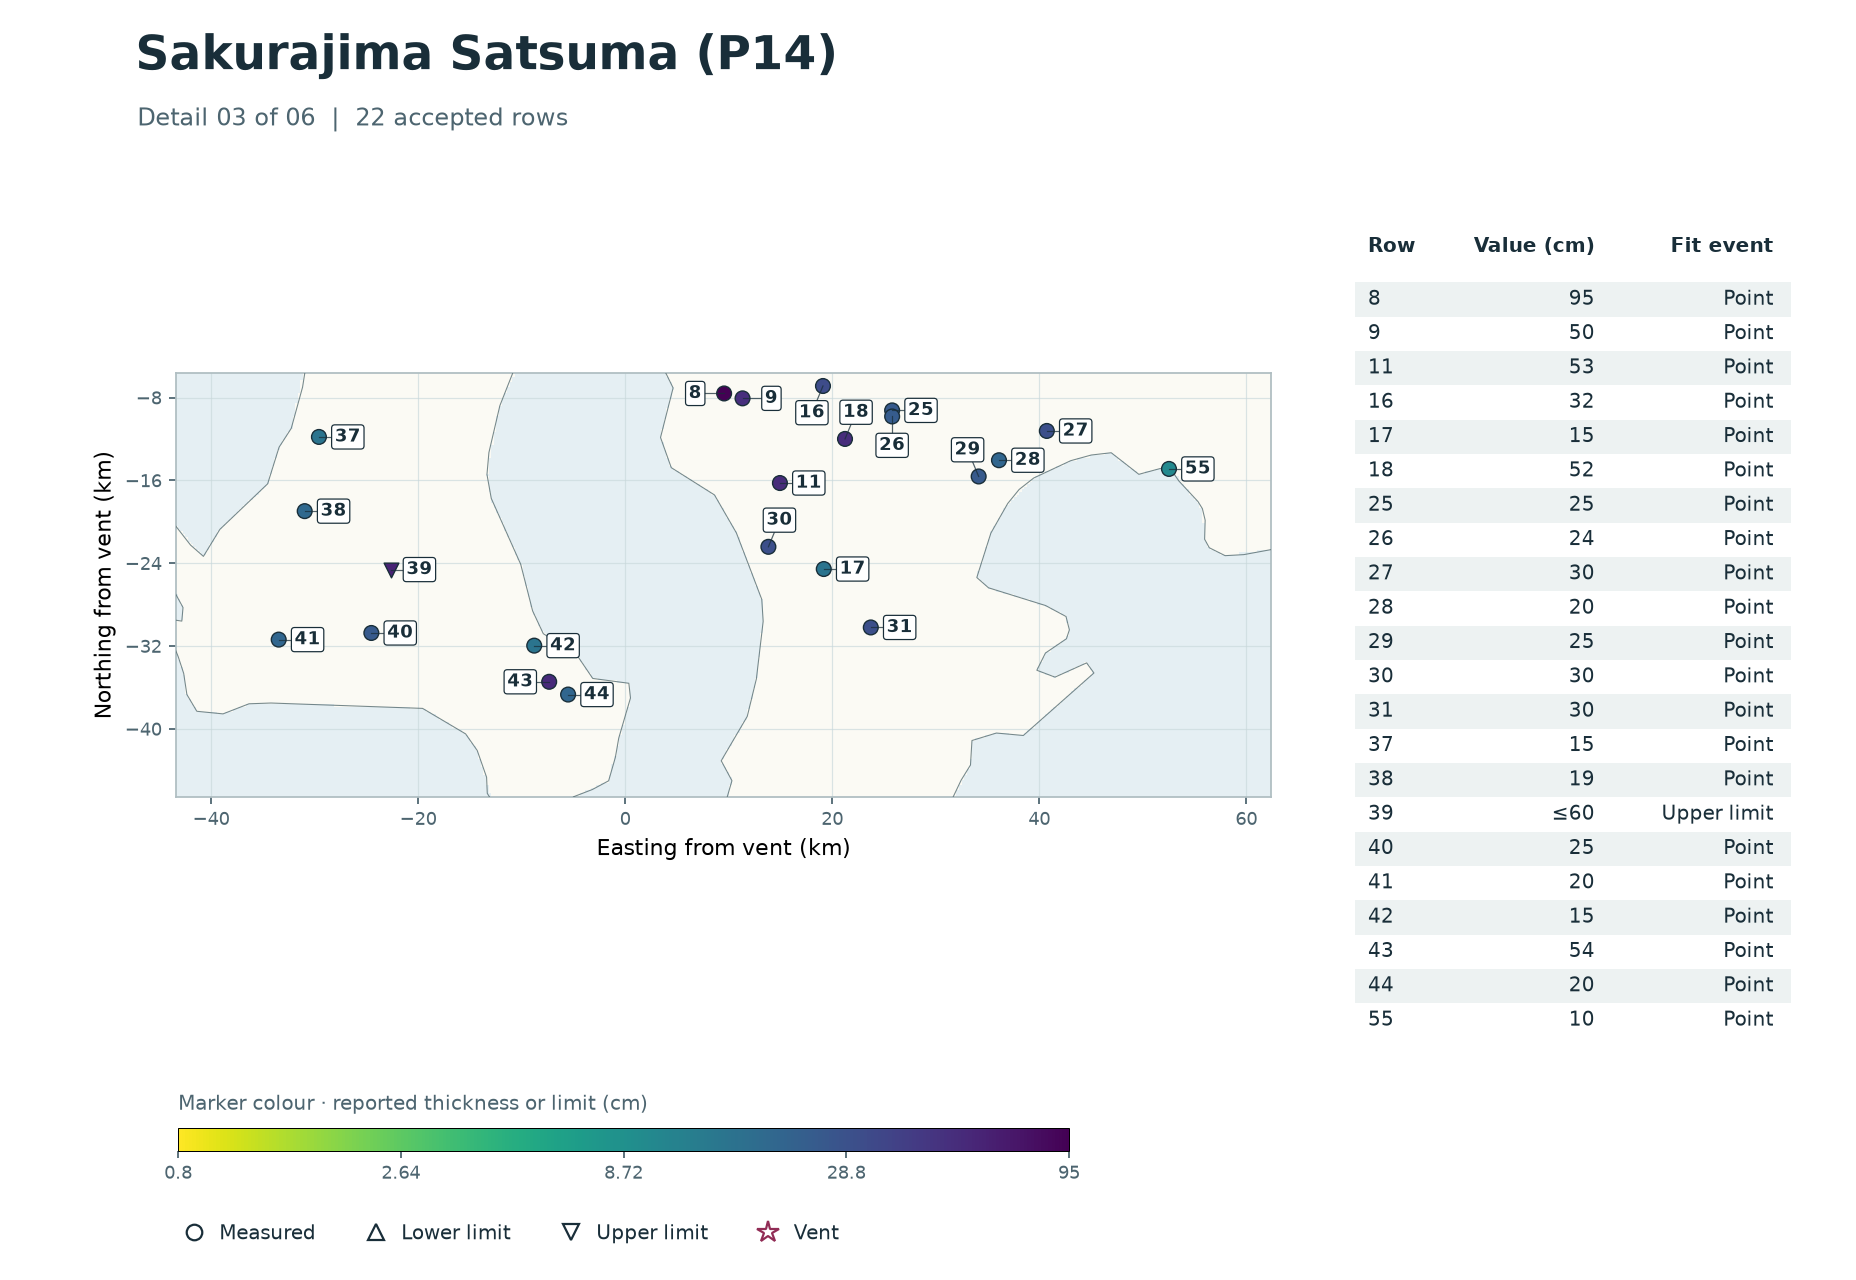 Sakurajima Satsuma (P14)
Detail 03 of 06 | 22 accepted rows
Row Value (cm) Fit event
8 95 Point
9 50 Point
11 53 Point
16 32 Point
17 15 Point
18 52 Point
25 25 Point
26 24 Point
27 30 Point
28 20 Point
29 25 Point
30 30 Point
31 30 Point
37 15 Point
38 19 Point
39 ≤60 Upper limit
40 25 Point
41 20 Point
42 15 Point
43 54 Point
44 20 Point
55 10 Point
Northing from vent (km)
−8
−16
−24
−32
−40
8
9
16
18
25
26
27
29
28
55
37
11
38
30
39
17
31
41
40
42
43
44
−40 −20 0 20 40 60
Easting from vent (km)
Marker colour · reported thickness or limit (cm)
0.8 2.64 8.72 28.8 95
Measured Lower limit Upper limit Vent